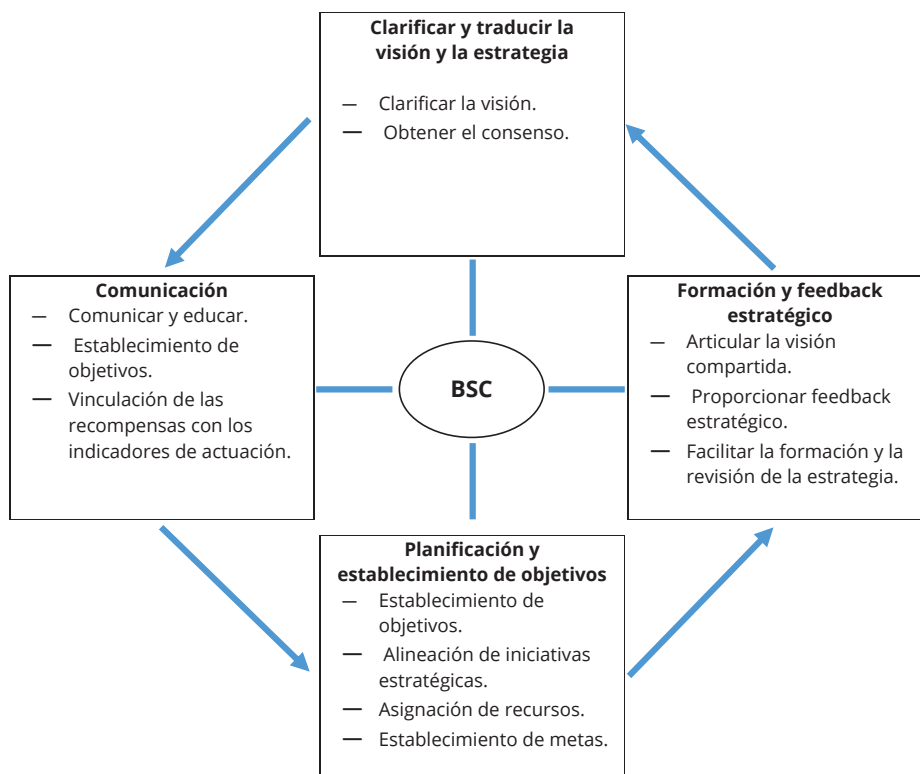 Clarificar y traducir la
visión y la estrategia
— Clarificar la visión.
— Obtener el consenso.
Comunicación
— Comunicar y educar.
— Establecimiento de
objetivos.
— Vinculación de las
recompensas con los
indicadores de actuación.
BSC
Formación y feedback
estratégico
— Articular la visión
compartida.
— Proporcionar feedback
estratégico.
— Facilitar la formación y la
revisión de la estrategia.
Planificación y
establecimiento de objetivos
— Establecimiento de
objetivos.
— Alineación de iniciativas
estratégicas.
— Asignación de recursos.
— Establecimiento de metas.